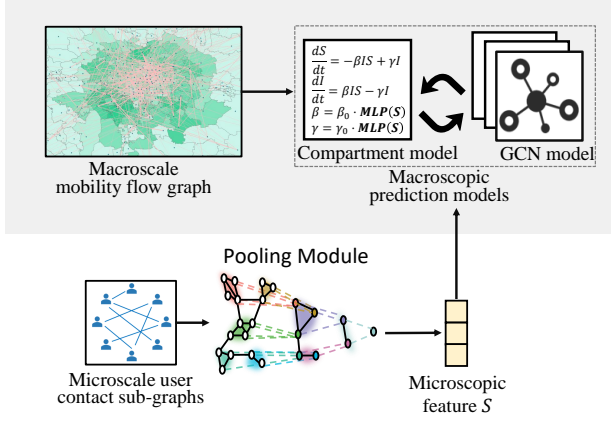 dS/dt = −βIS + γI
dI/dt = βIS − γI
β = β₀ · MLP(S)
γ = γ₀ · MLP(S)
Compartment model
GCN model
Macroscale
mobility flow graph
Macroscopic
prediction models
Pooling Module
Microscale user
contact sub-graphs
Microscopic
feature S